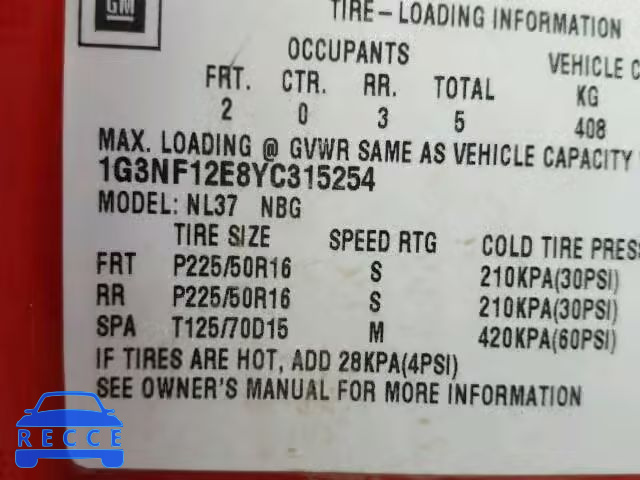 GM
TIRE-LOADING INFORMATION
OCCUPANTS VEHICLE C
FRT. CTR. RR. TOTAL KG
2 0 3 5 408
MAX. LOADING @ GVWR SAME AS VEHICLE CAPACITY
1G3NF12E8YC315254
MODEL: NL37 NBG
TIRE SIZE SPEED RTG COLD TIRE PRESS
FRT P225/50R16 S 210KPA(30PSI)
RR P225/50R16 S 210KPA(30PSI)
SPA T125/70D15 M 420KPA(60PSI)
IF TIRES ARE HOT, ADD 28KPA(4PSI)
SEE OWNER'S MANUAL FOR MORE INFORMATION
RECCE